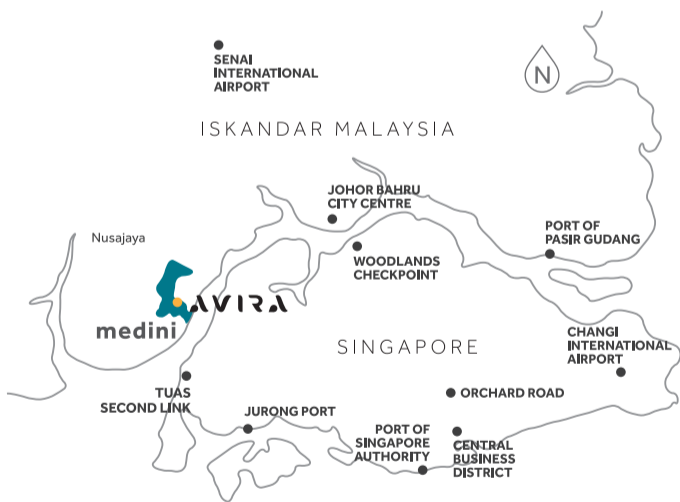 SENAI
INTERNATIONAL
AIRPORT
N
ISKANDAR MALAYSIA
JOHOR BAHRU
CITY CENTRE
Nusajaya
PORT OF
PASIR GUDANG
WOODLANDS
CHECKPOINT
AVIRA
medini
SINGAPORE
CHANGI
INTERNATIONAL
AIRPORT
TUAS
SECOND LINK
ORCHARD ROAD
JURONG PORT
PORT OF
SINGAPORE
AUTHORITY
CENTRAL
BUSINESS
DISTRICT